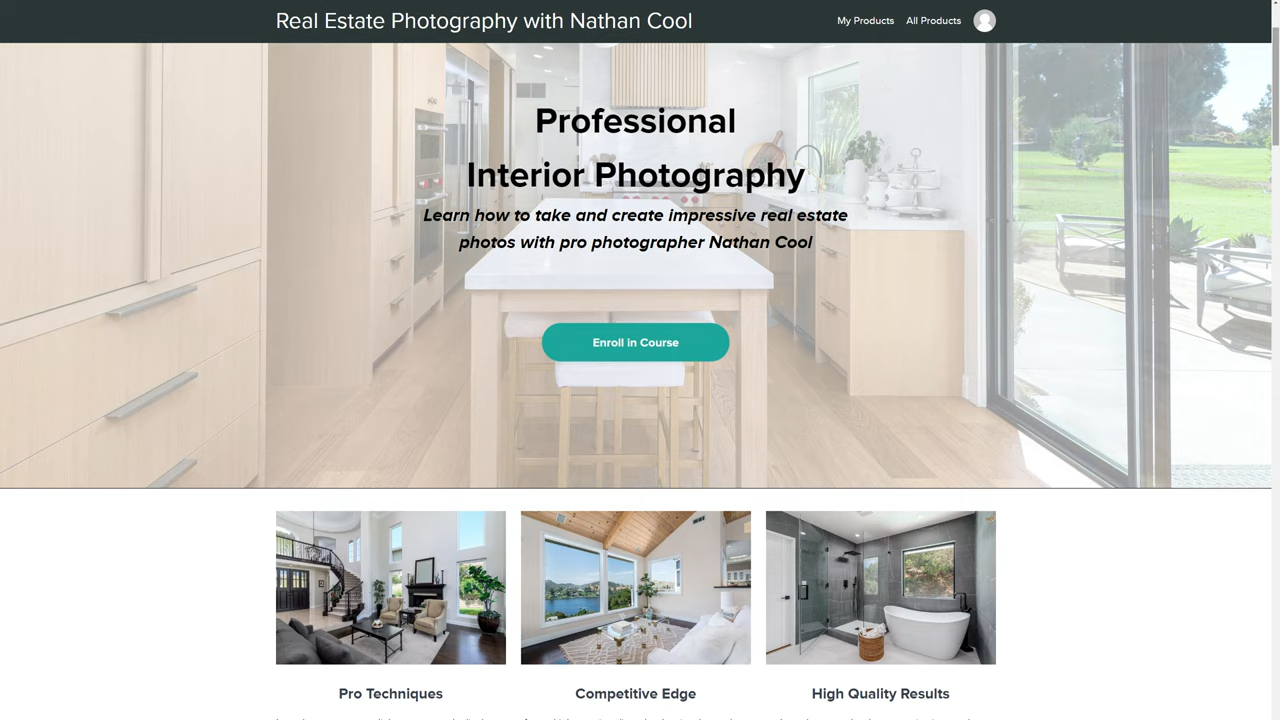 Real Estate Photography with Nathan Cool
My Products
All Products
Professional
Interior Photography
Learn how to take and create impressive real estate
photos with pro photographer Nathan Cool
Enroll in Course
Pro Techniques
Competitive Edge
High Quality Results